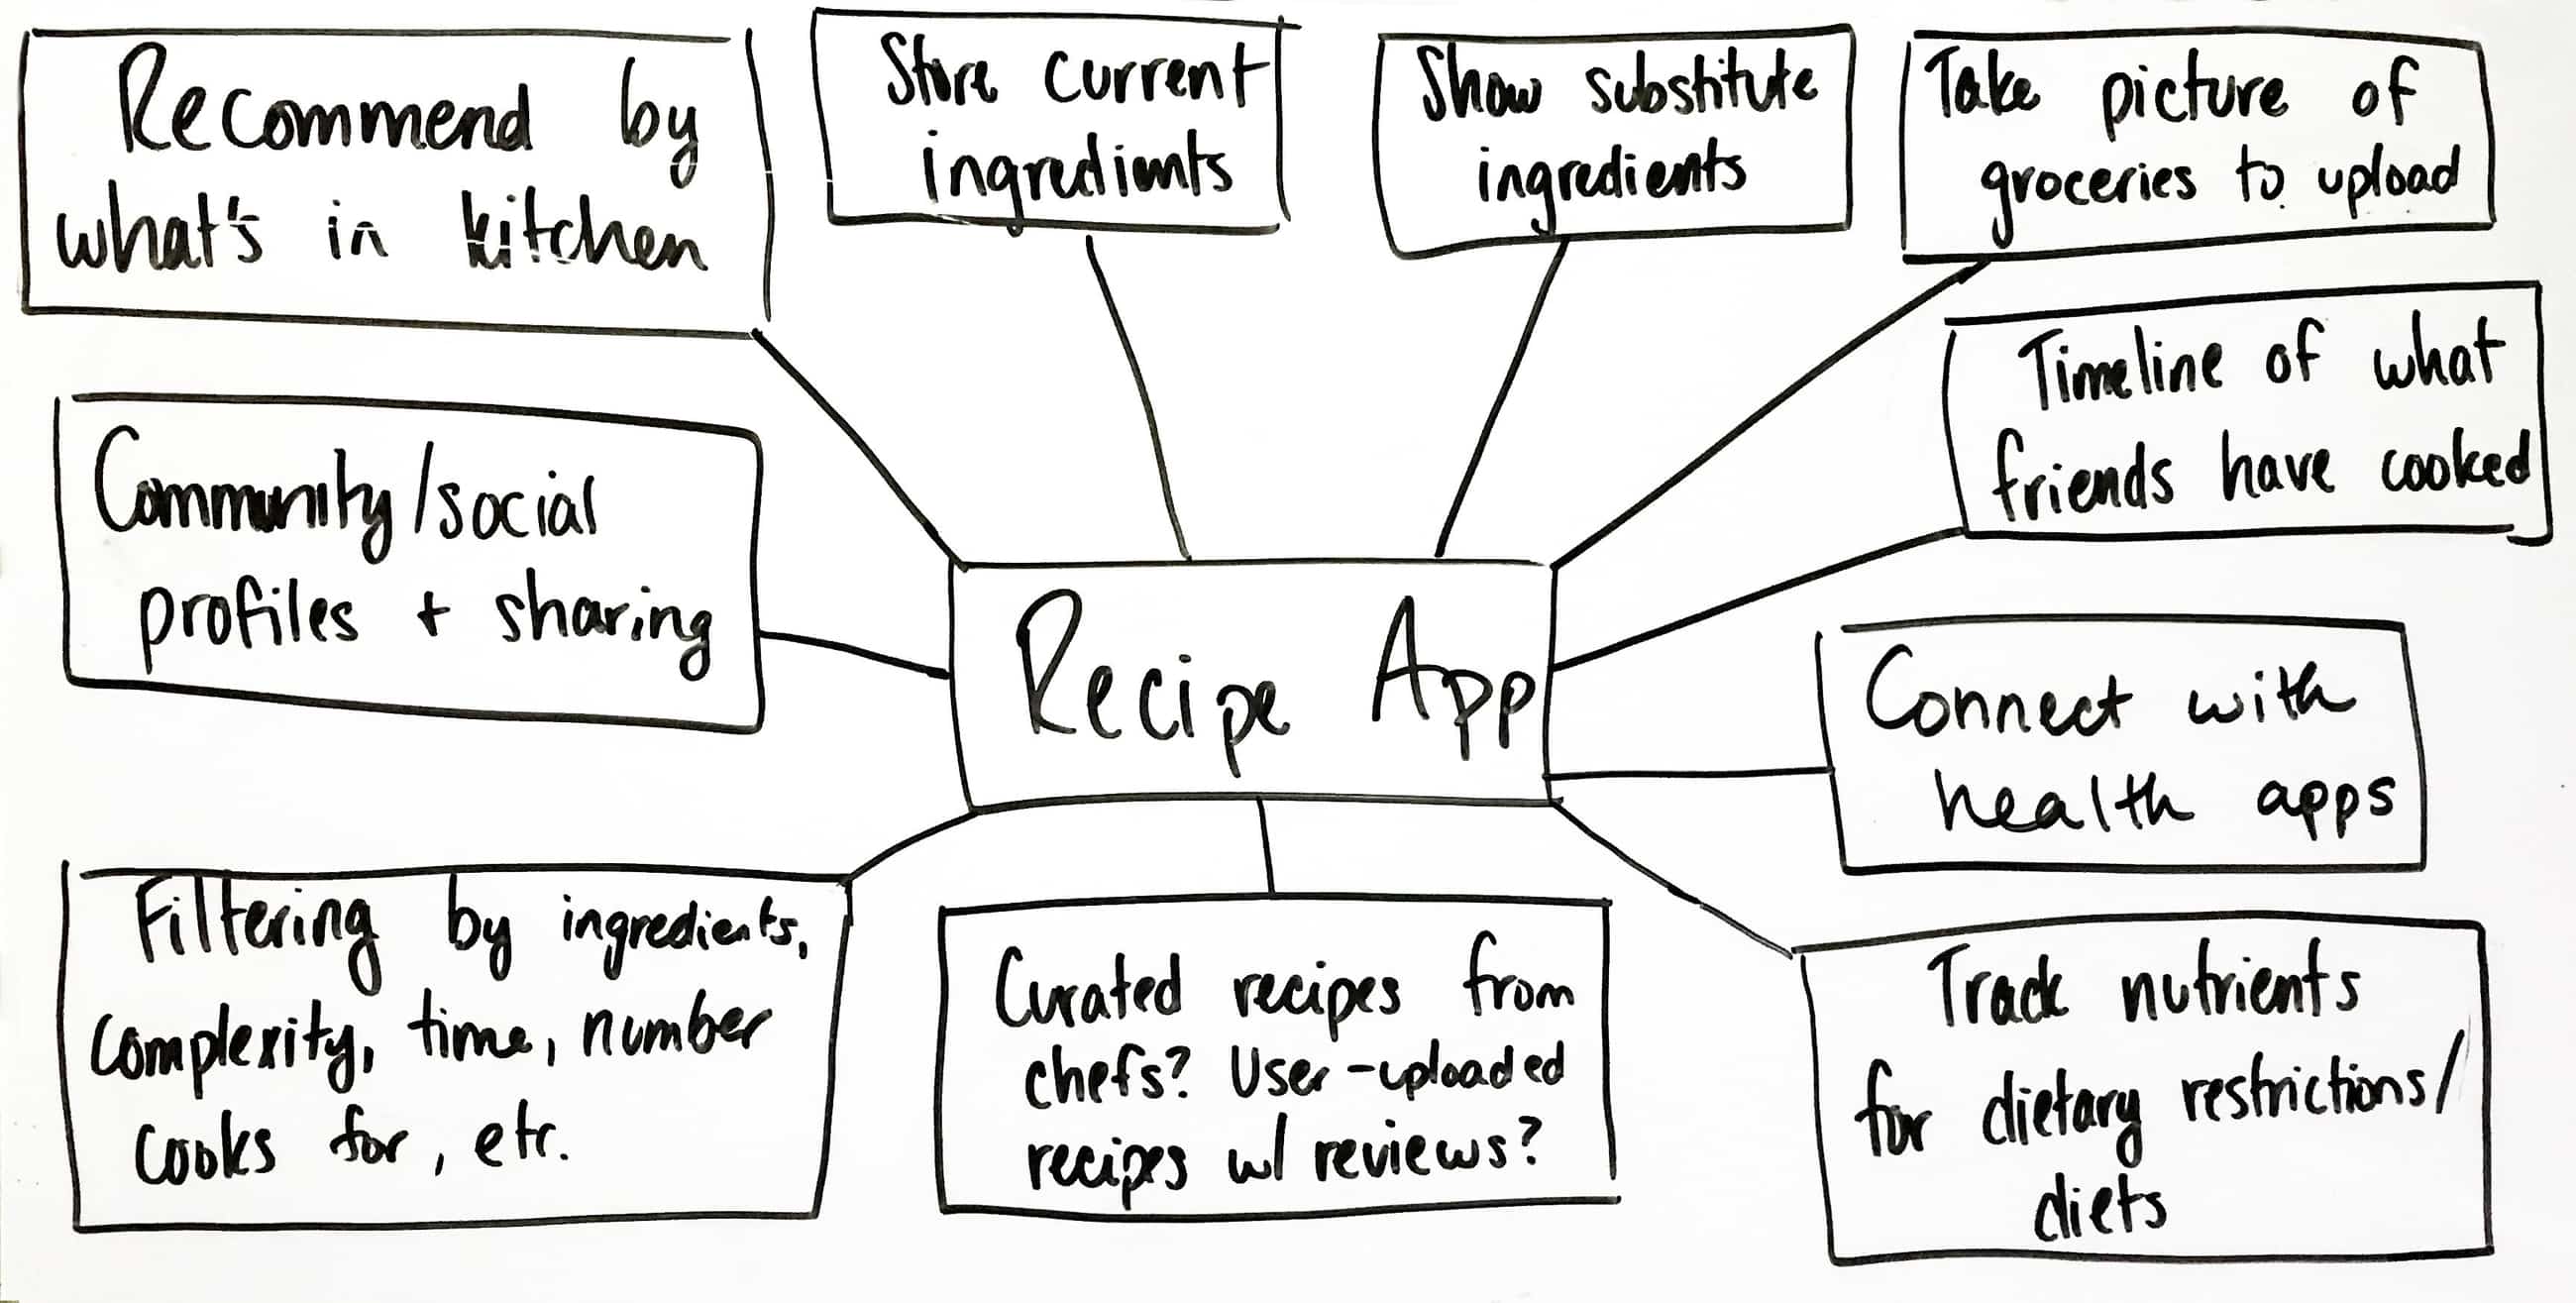 Recommend by
what's in kitchen
Store current
ingredients
Show substitute
ingredients
Take picture of
groceries to upload
Timeline of what
friends have cooked
Community/social
profiles + sharing
Recipe App
Connect with
health apps
Filtering by ingredients,
complexity, time, number
cooks for, etc.
Curated recipes from
chefs? User-uploaded
recipes w/ reviews?
Track nutrients
for dietary restrictions/
diets